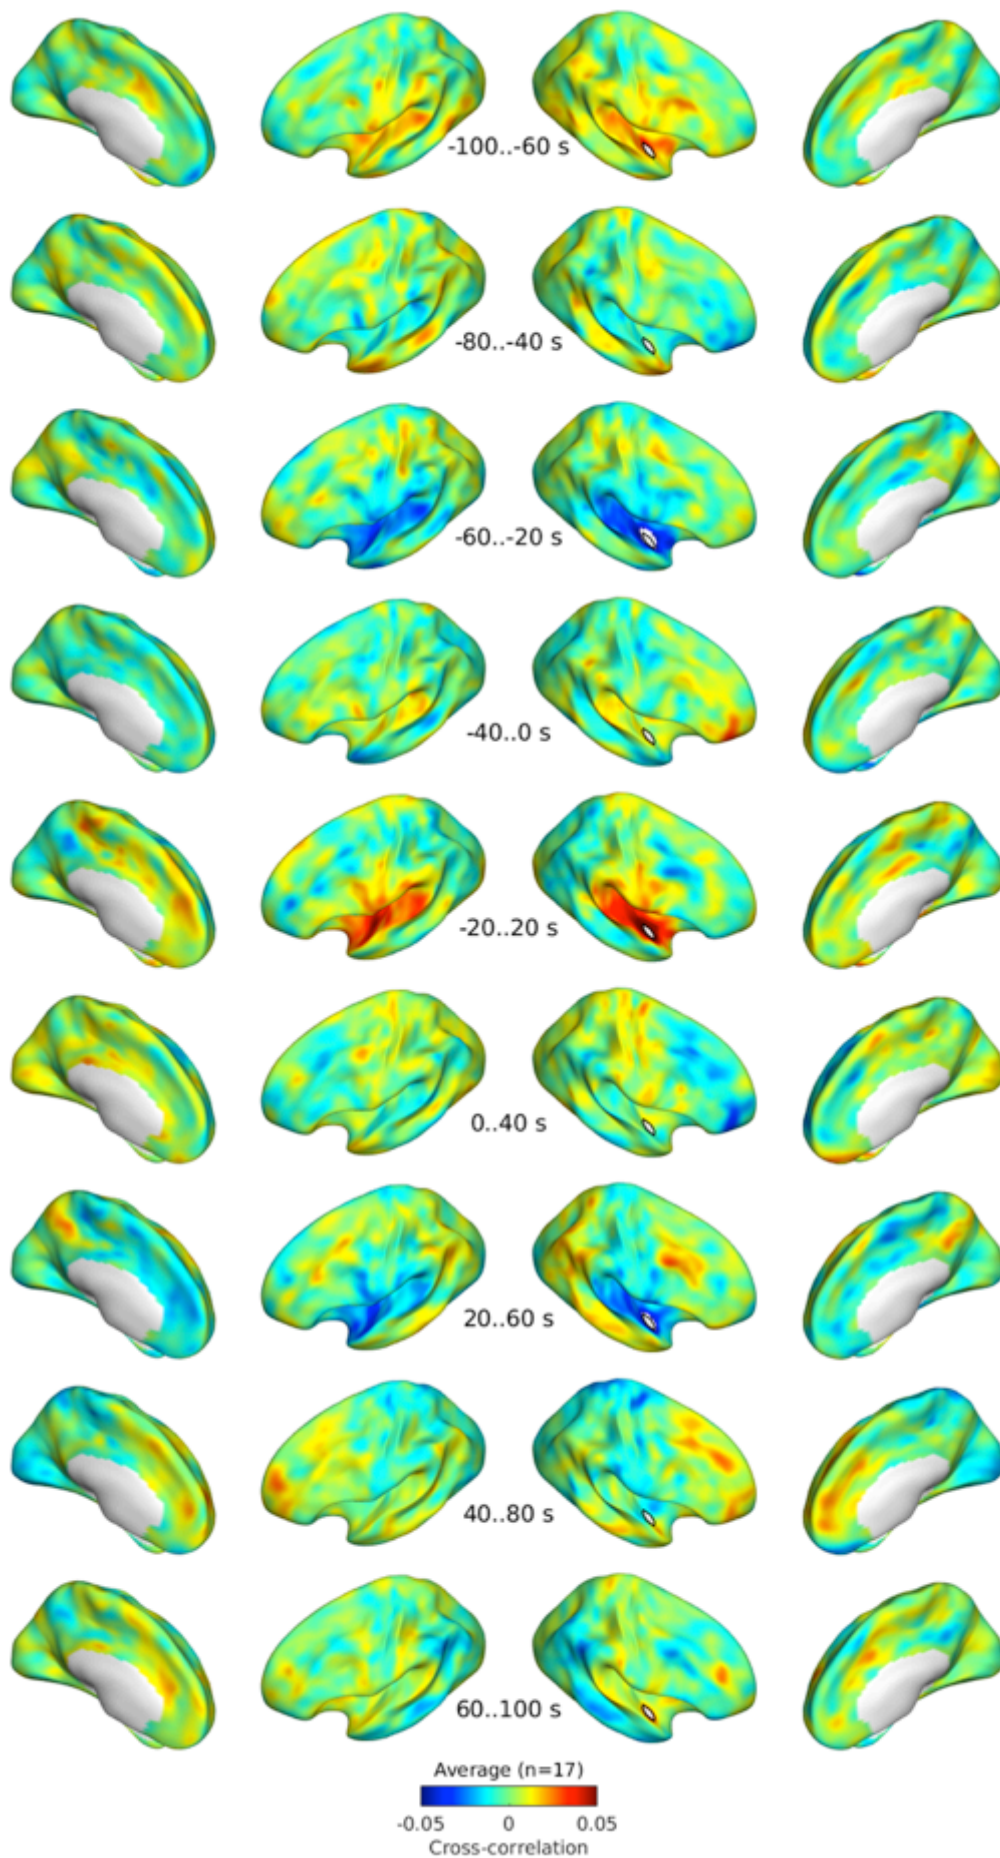 -100..-60 s
-80..-40 s
-60..-20 s
-40..0 s
-20..20 s
0..40 s
20..60 s
40..80 s
60..100 s
Average (n=17)
-0.05 0 0.05
Cross-correlation